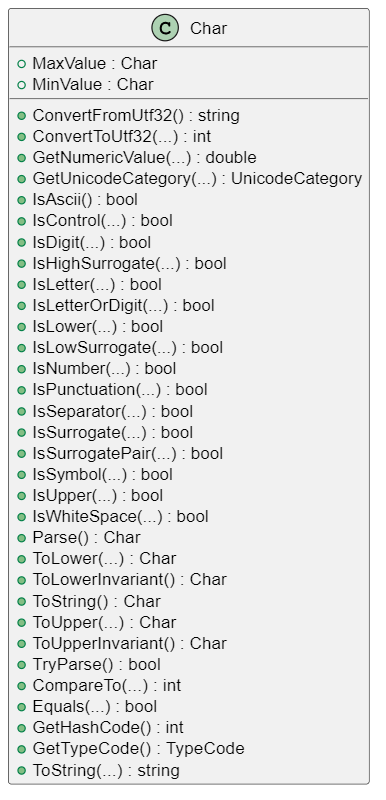 C Char
MaxValue : Char
MinValue : Char
ConvertFromUtf32() : string
ConvertToUtf32(...) : int
GetNumericValue(...) : double
GetUnicodeCategory(...) : UnicodeCategory
IsAscii() : bool
IsControl(...) : bool
IsDigit(...) : bool
IsHighSurrogate(...) : bool
IsLetter(...) : bool
IsLetterOrDigit(...) : bool
IsLower(...) : bool
IsLowSurrogate(...) : bool
IsNumber(...) : bool
IsPunctuation(...) : bool
IsSeparator(...) : bool
IsSurrogate(...) : bool
IsSurrogatePair(...) : bool
IsSymbol(...) : bool
IsUpper(...) : bool
IsWhiteSpace(...) : bool
Parse() : Char
ToLower(...) : Char
ToLowerInvariant() : Char
ToString() : Char
ToUpper(...) : Char
ToUpperInvariant() : Char
TryParse() : bool
CompareTo(...) : int
Equals(...) : bool
GetHashCode() : int
GetTypeCode() : TypeCode
ToString(...) : string